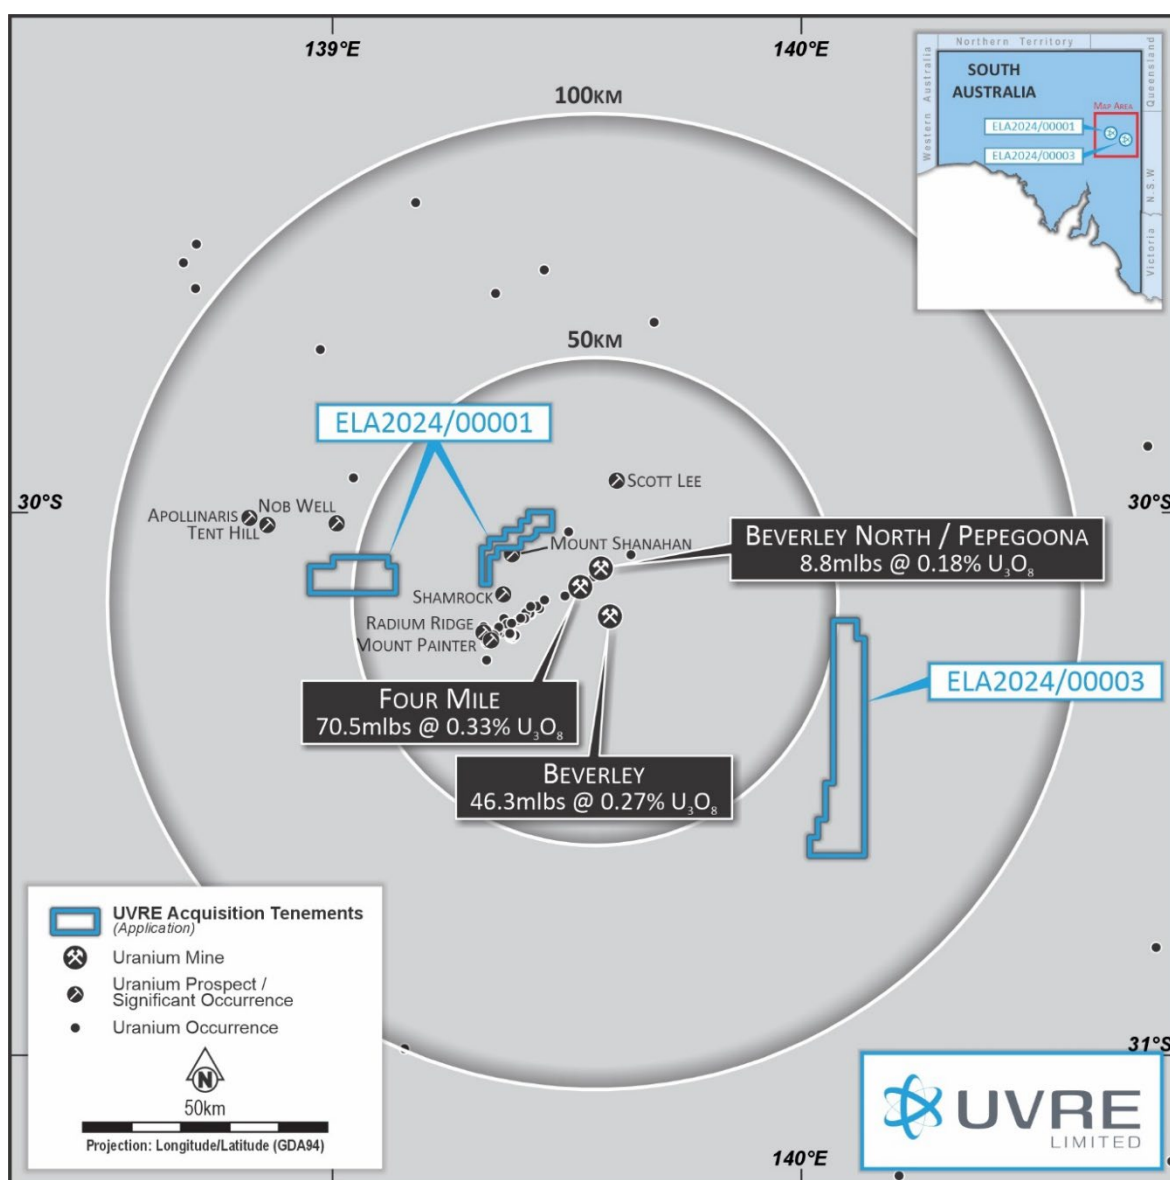 139°E
140°E
100KM
Northern Territory
Western Australia
SOUTH
AUSTRALIA
Queensland
MAP AREA
ELA2024/00001
ELA2024/00003
N.S.W
Victoria
50KM
ELA2024/00001
30°S
30°S
SCOTT LEE
APOLLINARIS
NOB WELL
TENT HILL
MOUNT SHANAHAN
BEVERLEY NORTH / PEPEGOONA
8.8mlbs @ 0.18% U₃O₈
SHAMROCK
RADIUM RIDGE
MOUNT PAINTER
ELA2024/00003
FOUR MILE
70.5mlbs @ 0.33% U₃O₈
BEVERLEY
46.3mlbs @ 0.27% U₃O₈
UVRE Acquisition Tenements
(Application)
Uranium Mine
Uranium Prospect /
Significant Occurrence
Uranium Occurrence
N
50km
Projection: Longitude/Latitude (GDA94)
31°S
UVRE
LIMITED
139°E
140°E